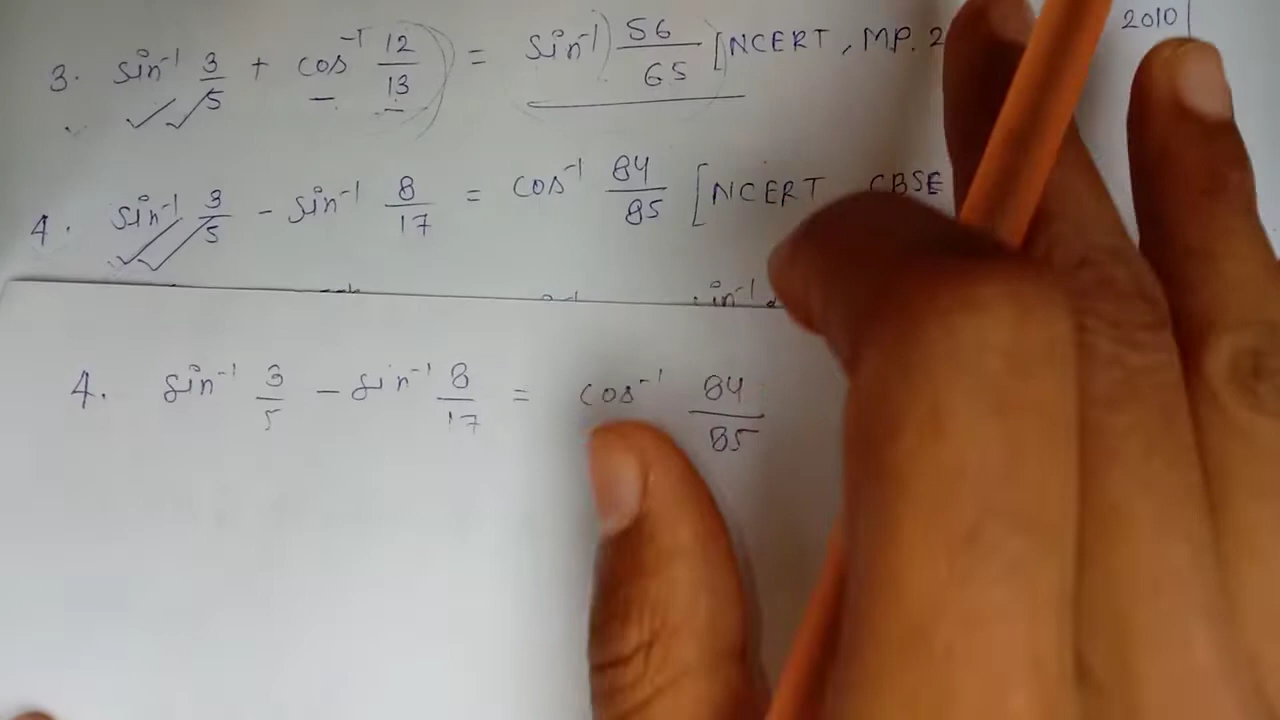 3. sin⁻¹ 3/5 + cos⁻¹ 12/13) = sin⁻¹) 56/65 [NCERT, MP. 2 2010]
4. sin⁻¹ 3/5 - sin⁻¹ 8/17 = cos⁻¹ 84/85 [NCERT, CBSE
sin⁻¹
4. sin⁻¹ 3/5 - sin⁻¹ 8/17 = cos⁻¹ 84/85